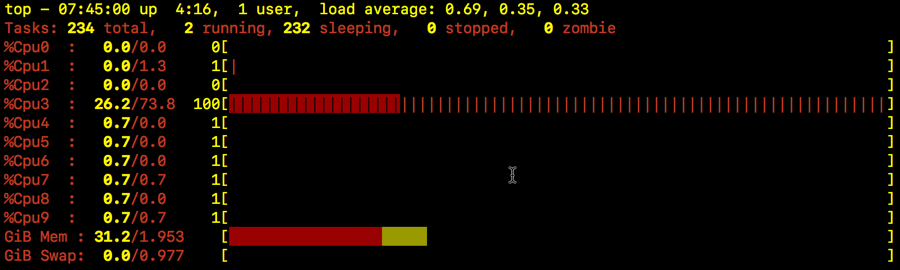 top - 07:45:00 up  4:16,  1 user,  load average: 0.69, 0.35, 0.33
Tasks: 234 total,   2 running, 232 sleeping,   0 stopped,   0 zombie
%Cpu0  :   0.0/0.0     0[                                                                                    ]
%Cpu1  :   0.0/1.3     1[|                                                                                   ]
%Cpu2  :   0.0/0.0     0[                                                                                    ]
%Cpu3  :  26.2/73.8  100[||||||||||||||||||||||||||||||||||||||||||||||||||||||||||||||||||||||||||||||||||||]
%Cpu4  :   0.7/0.0     1[                                                                                    ]
%Cpu5  :   0.7/0.0     1[                                                                                    ]
%Cpu6  :   0.7/0.0     1[                                                                                    ]
%Cpu7  :   0.7/0.7     1[                                                                                    ]
%Cpu8  :   0.7/0.0     1[                                                                                    ]
%Cpu9  :   0.0/0.7     1[                                                                                    ]
GiB Mem : 31.2/1.953    [                                                                                    ]
GiB Swap:  0.0/0.977    [                                                                                    ]